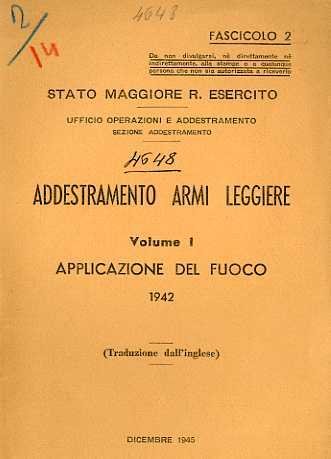 2/14
4648
FASCICOLO 2
Da non divulgarsi, nè direttamente nè
indirettamente, alla stampa o a qualunque
persona che non sia autorizzata a riceverlo
STATO MAGGIORE R. ESERCITO
UFFICIO OPERAZIONI E ADDESTRAMENTO
SEZIONE ADDESTRAMENTO
4648
ADDESTRAMENTO ARMI LEGGIERE
Volume I
APPLICAZIONE DEL FUOCO
1942
(Traduzione dall'inglese)
DICEMBRE 1945